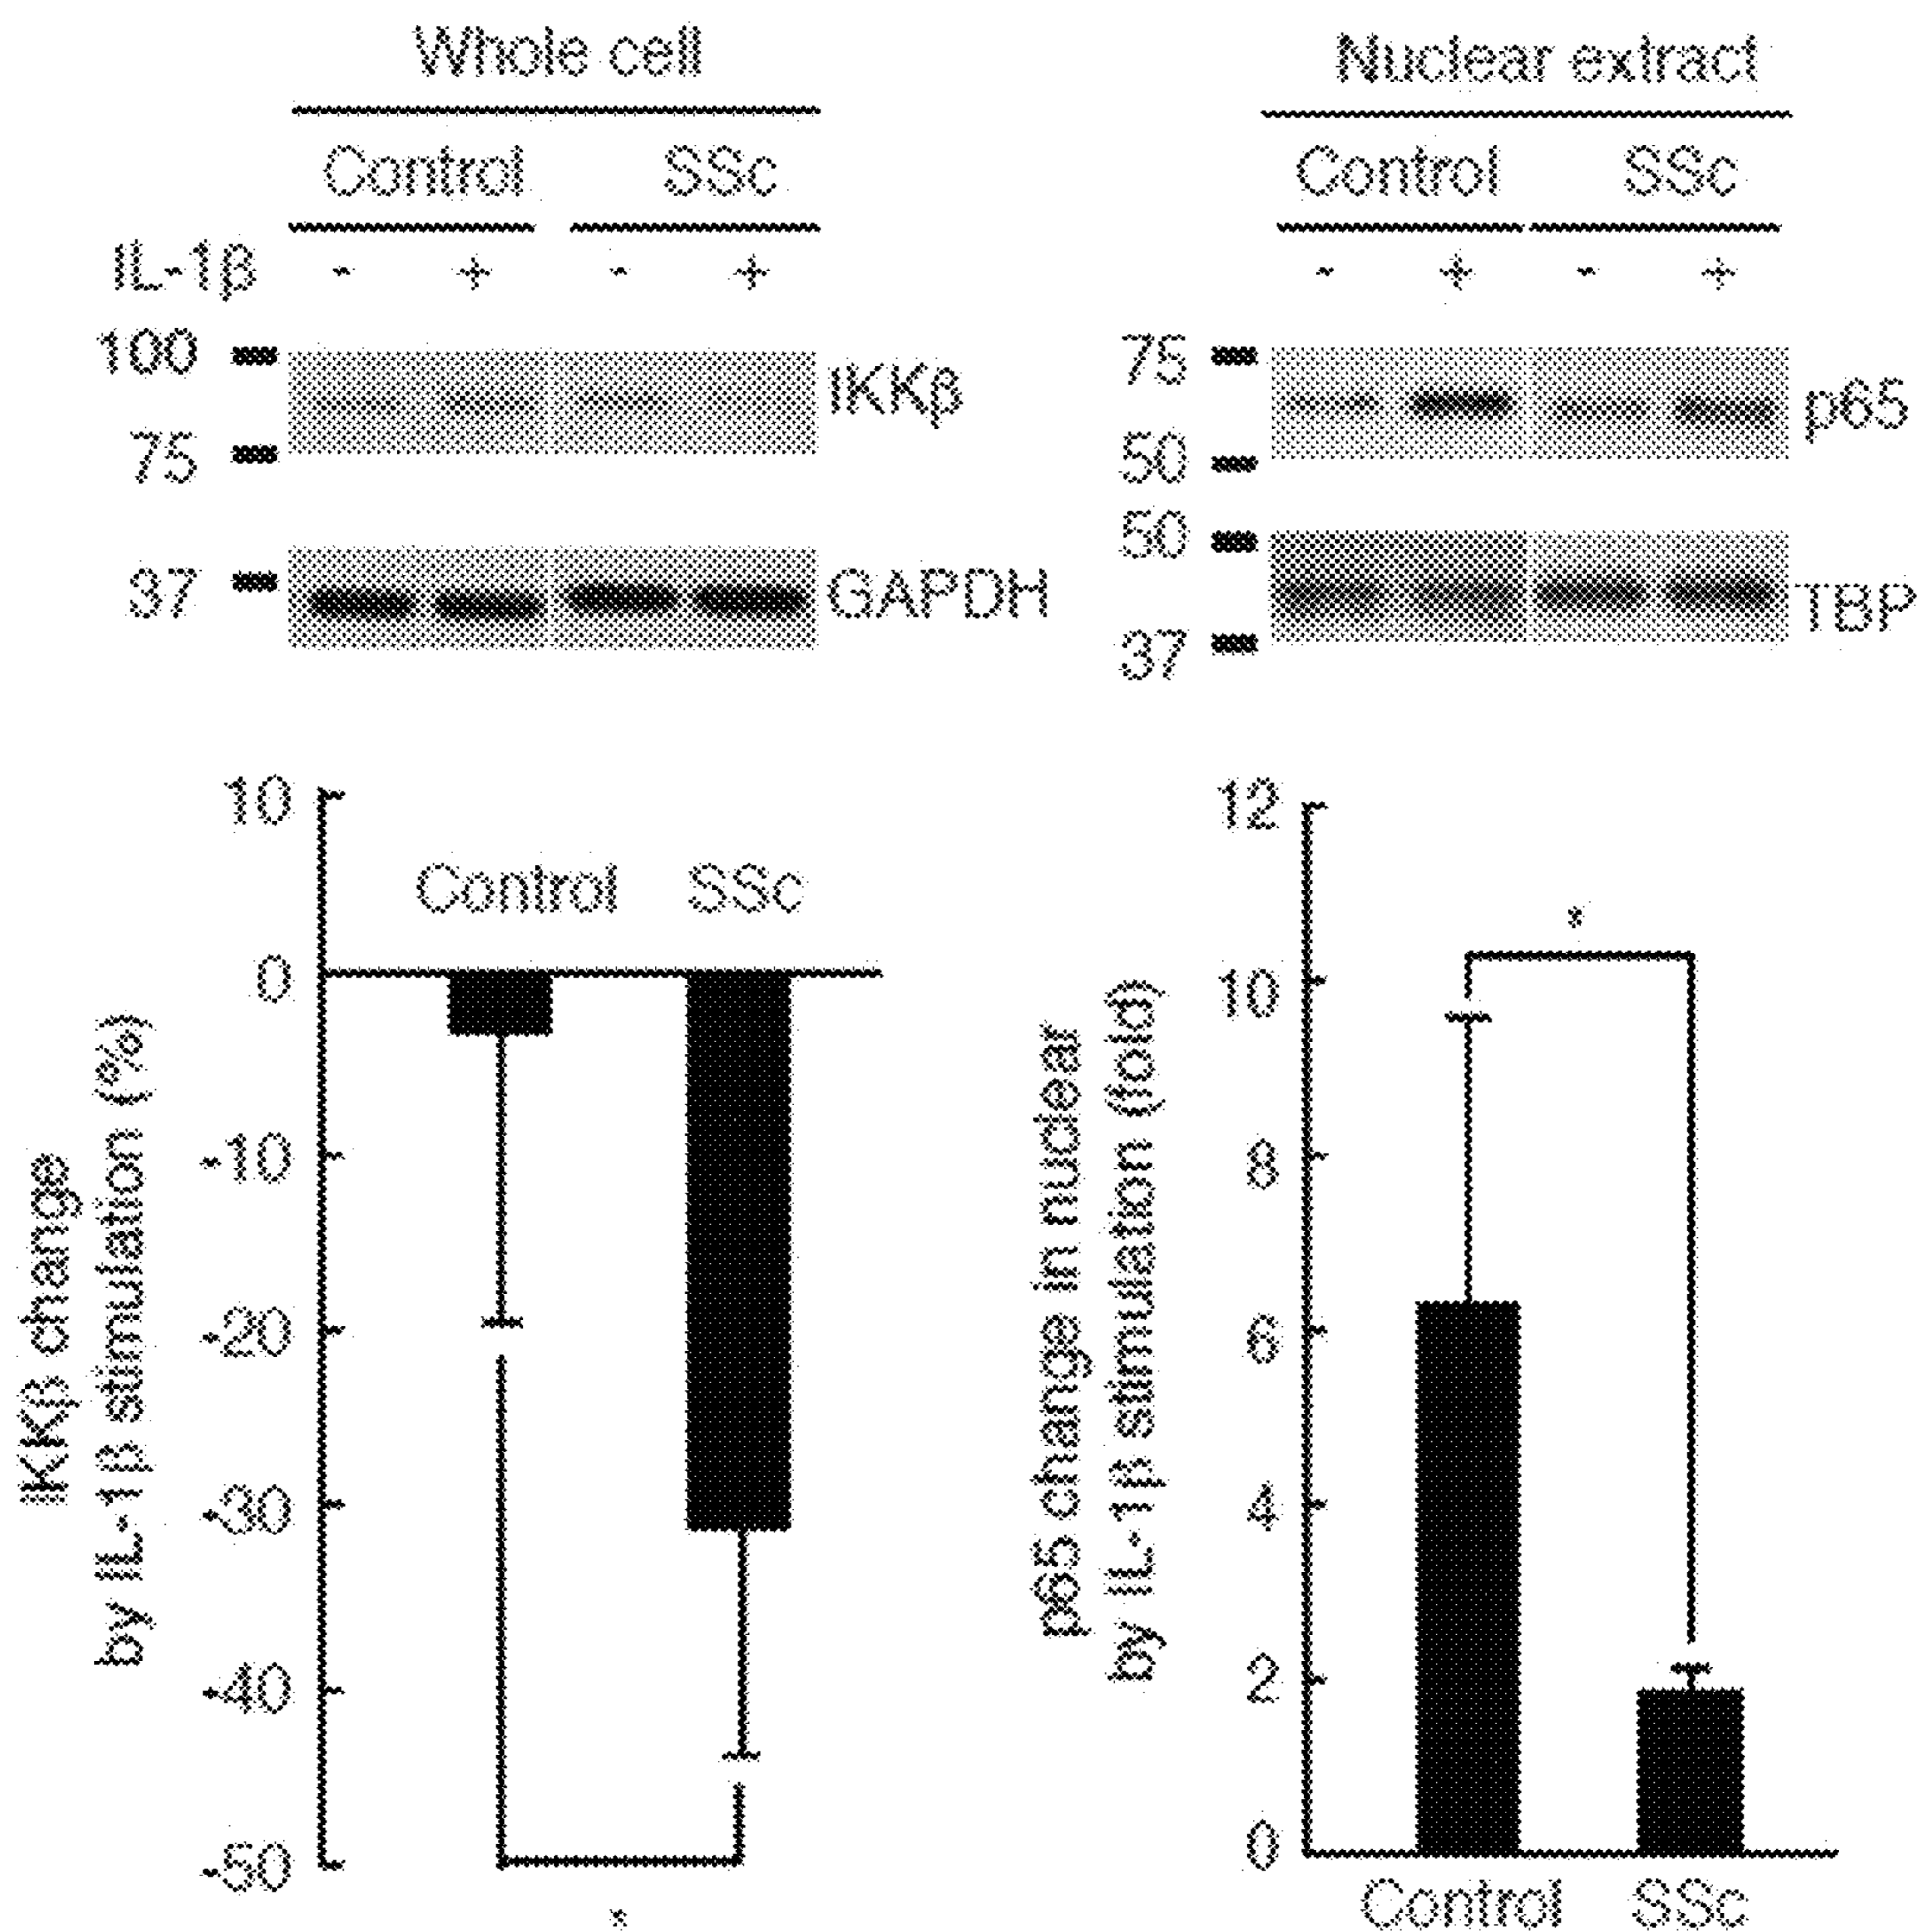 Whole cell
Control SSc
IL-1β - + - +
100
75
IKKβ
37
GAPDH
Nuclear extract
Control SSc
- + - +
75
50
p65
50
37
TBP
10
0
-10
-20
-30
-40
-50
Control SSc
IKKβ change
by IL-1β stimulation (%)
*
12
10
8
6
4
2
0
p65 change in nuclear
by IL-1β stimulation (fold)
*
Control SSc